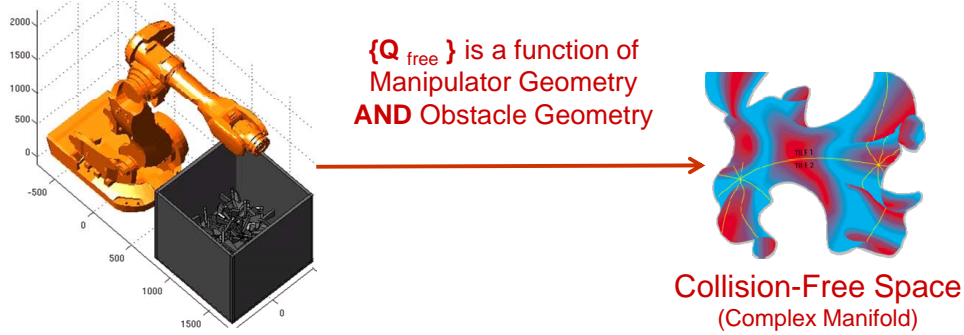 2000
1500
1000
500
0
-500
0
500
1000
1500
0
{Q free } is a function of
Manipulator Geometry
AND Obstacle Geometry
Collision-Free Space
(Complex Manifold)